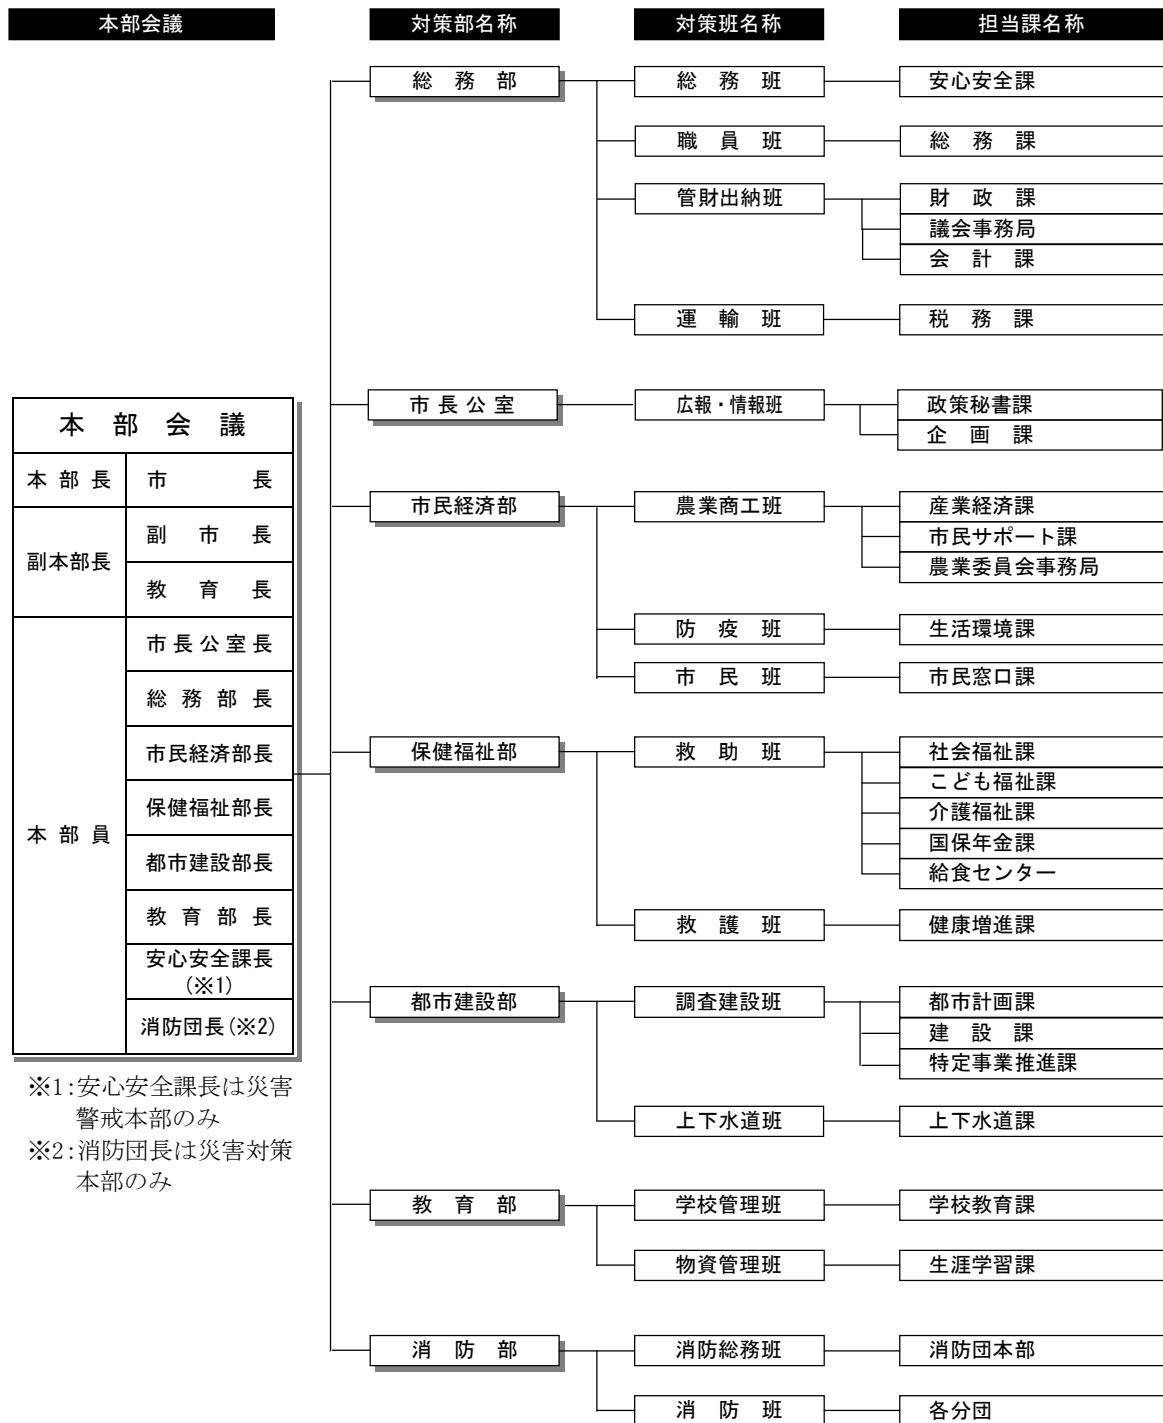 本部会議
対策部名称
対策班名称
担当課名称
総務部
総務班
安心安全課
職員班
総務課
管財出納班
財政課
議会事務局
会計課
運輸班
税務課
市長公室
広報・情報班
政策秘書課
企画課
本部会議
本部長
市長
副本部長
副市長
教育長
本部員
市長公室長
総務部長
市民経済部長
保健福祉部長
都市建設部長
教育部長
安心安全課長
(※1)
消防団長(※2)
※1:安心安全課長は災害
警戒本部のみ
※2:消防団長は災害対策
本部のみ
市民経済部
農業商工班
産業経済課
市民サポート課
農業委員会事務局
防疫班
生活環境課
市民班
市民窓口課
保健福祉部
救助班
社会福祉課
こども福祉課
介護福祉課
国保年金課
給食センター
救護班
健康増進課
都市建設部
調査建設班
都市計画課
建設課
特定事業推進課
上下水道班
上下水道課
教育部
学校管理班
学校教育課
物資管理班
生涯学習課
消防部
消防総務班
消防団本部
消防班
各分団